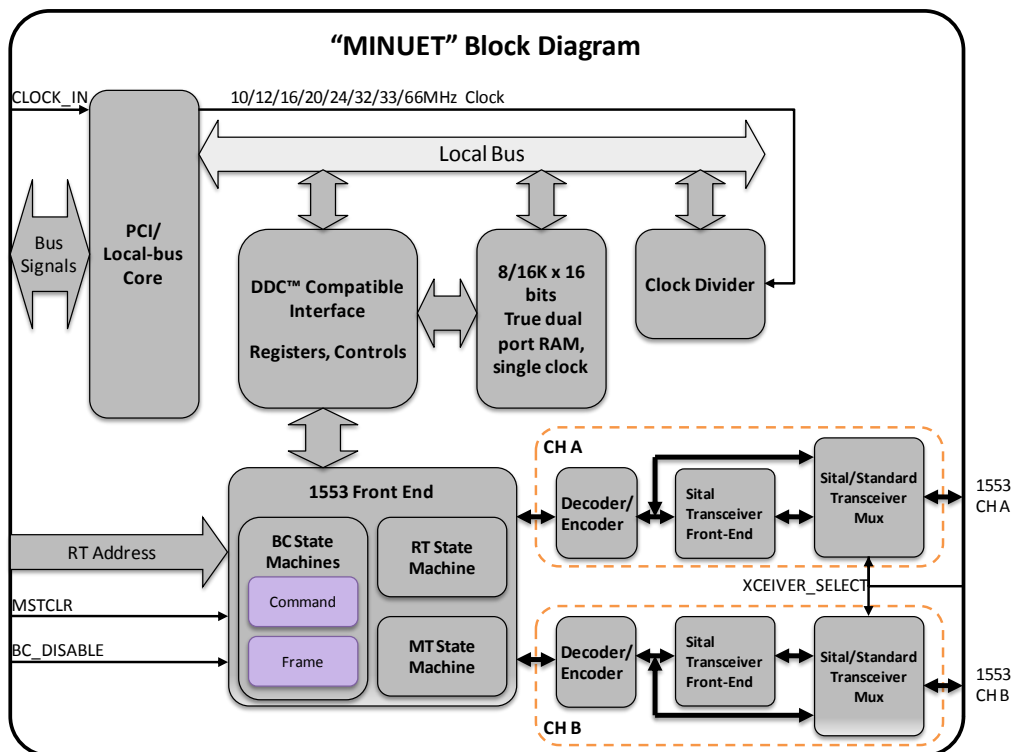 “MINUET” Block Diagram
CLOCK_IN
10/12/16/20/24/32/33/66MHz Clock
Local Bus
Bus
Signals
PCI/
Local-bus
Core
DDC™ Compatible
Interface
Registers, Controls
8/16K x 16
bits
True dual
port RAM,
single clock
Clock Divider
1553 Front End
BC State
Machines
Command
Frame
RT State
Machine
MT State
Machine
RT Address
MSTCLR
BC_DISABLE
CH A
Decoder/
Encoder
Sital
Transceiver
Front-End
Sital/Standard
Transceiver
Mux
1553
CH A
XCEIVER_SELECT
Decoder/
Encoder
Sital
Transceiver
Front-End
Sital/Standard
Transceiver
Mux
1553
CH B
CH B